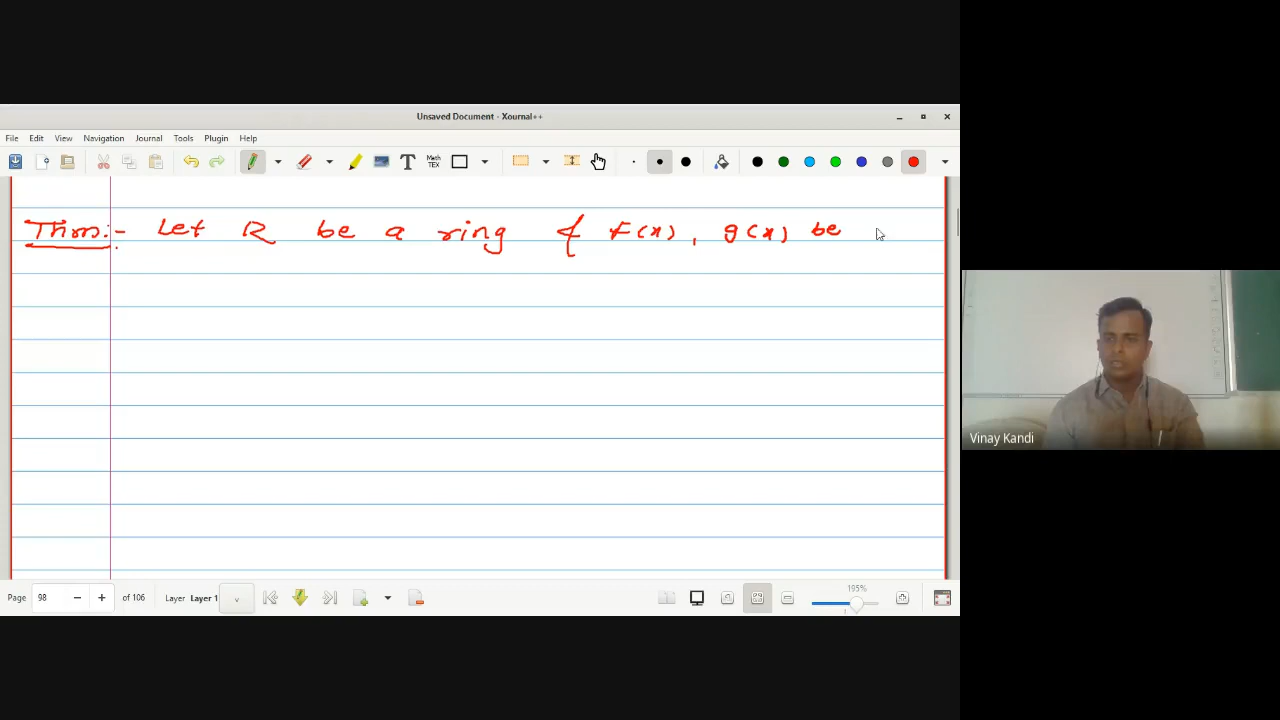 Unsaved Document - Xournal++
File Edit View Navigation Journal Tools Plugin Help
Thm:- Let R be a ring & f(x), g(x) be
Vinay Kandi
Page 98 of 106 Layer Layer 1 195%